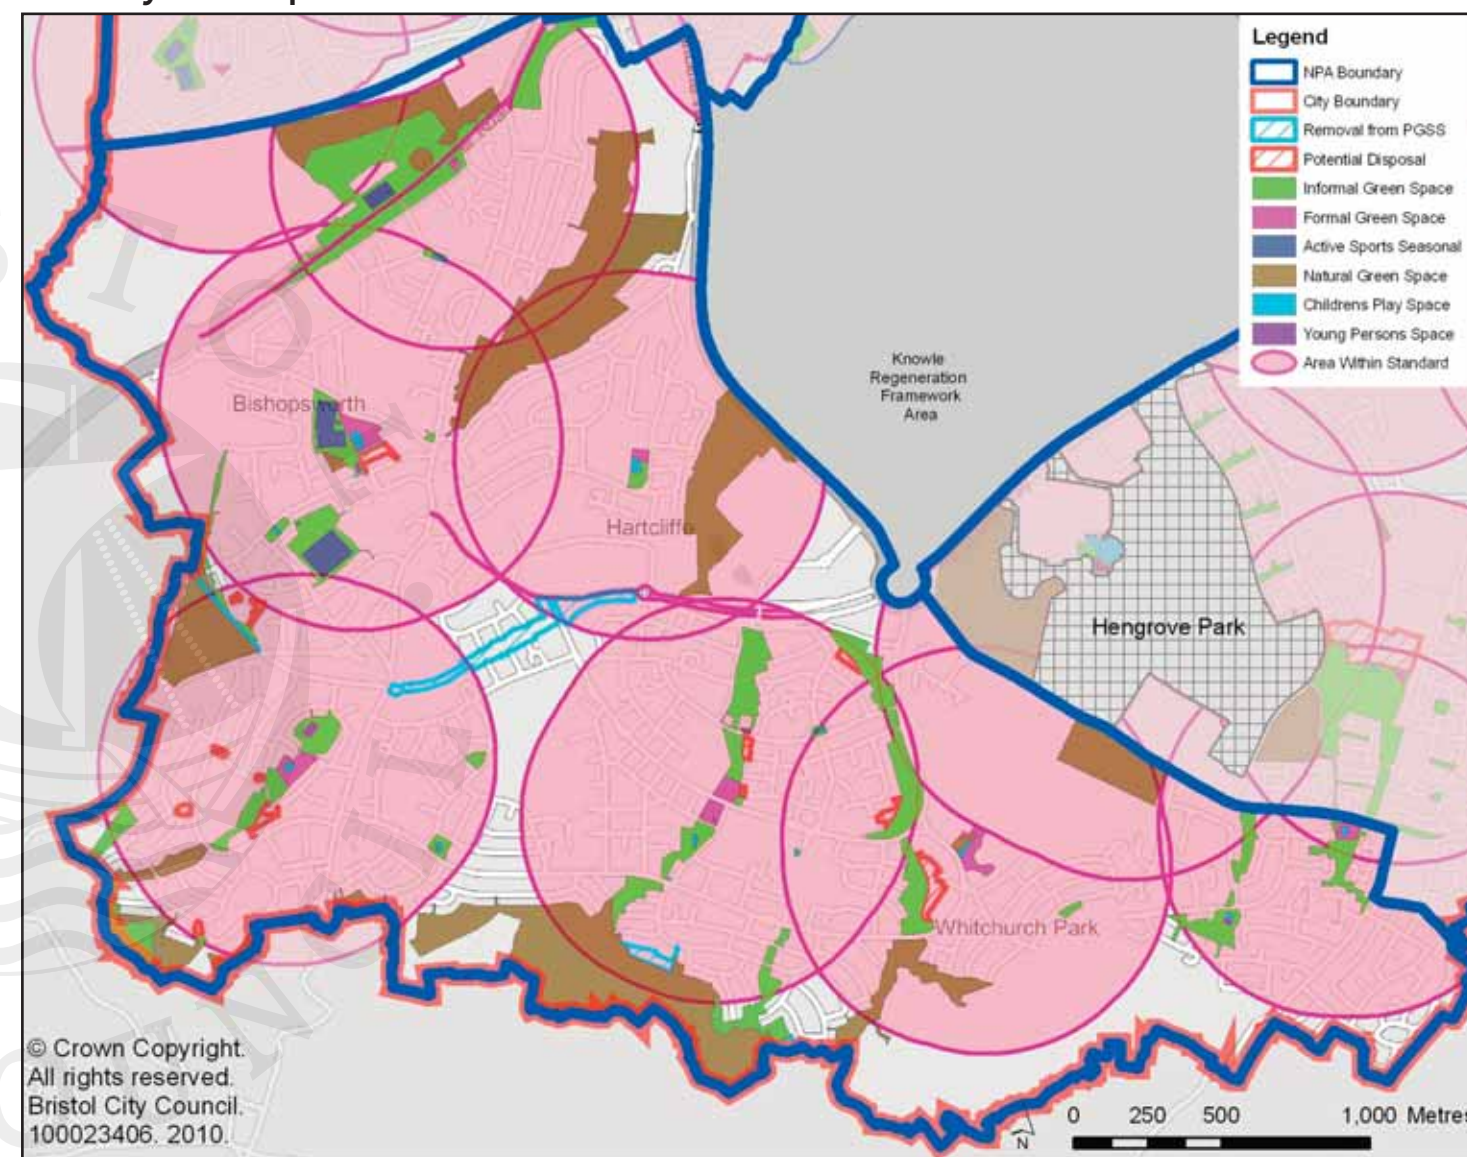 Legend
NPA Boundary
City Boundary
Removal from PGSS
Potential Disposal
Informal Green Space
Formal Green Space
Active Sports Seasonal
Natural Green Space
Childrens Play Space
Young Persons Space
Area Within Standard
Knowle
Regeneration
Framework
Area
Bishopsworth
Hartcliffe
Hengrove Park
Whitchurch Park
© Crown Copyright.
All rights reserved.
Bristol City Council.
100023406. 2010.
0 250 500 1,000 Metres
N